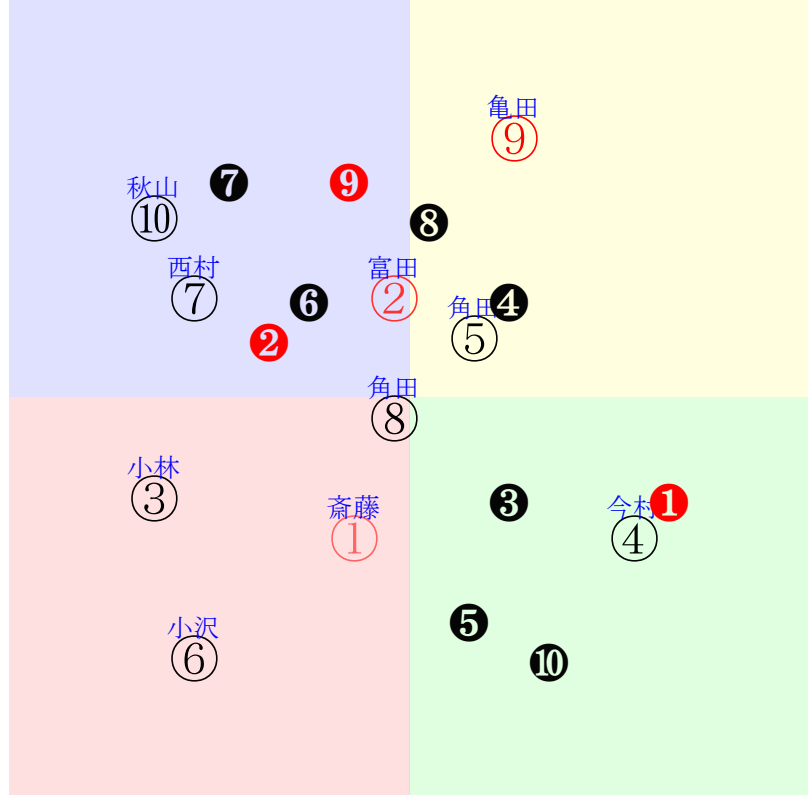 亀田
⑨
秋山
⑩
❼
❾
❽
西村
⑦
❻
富田
②
角田
⑤
❹
❷
角田
⑧
小林
③
斎藤
①
❸
今村
④
❶
小沢
⑥
❺
❿